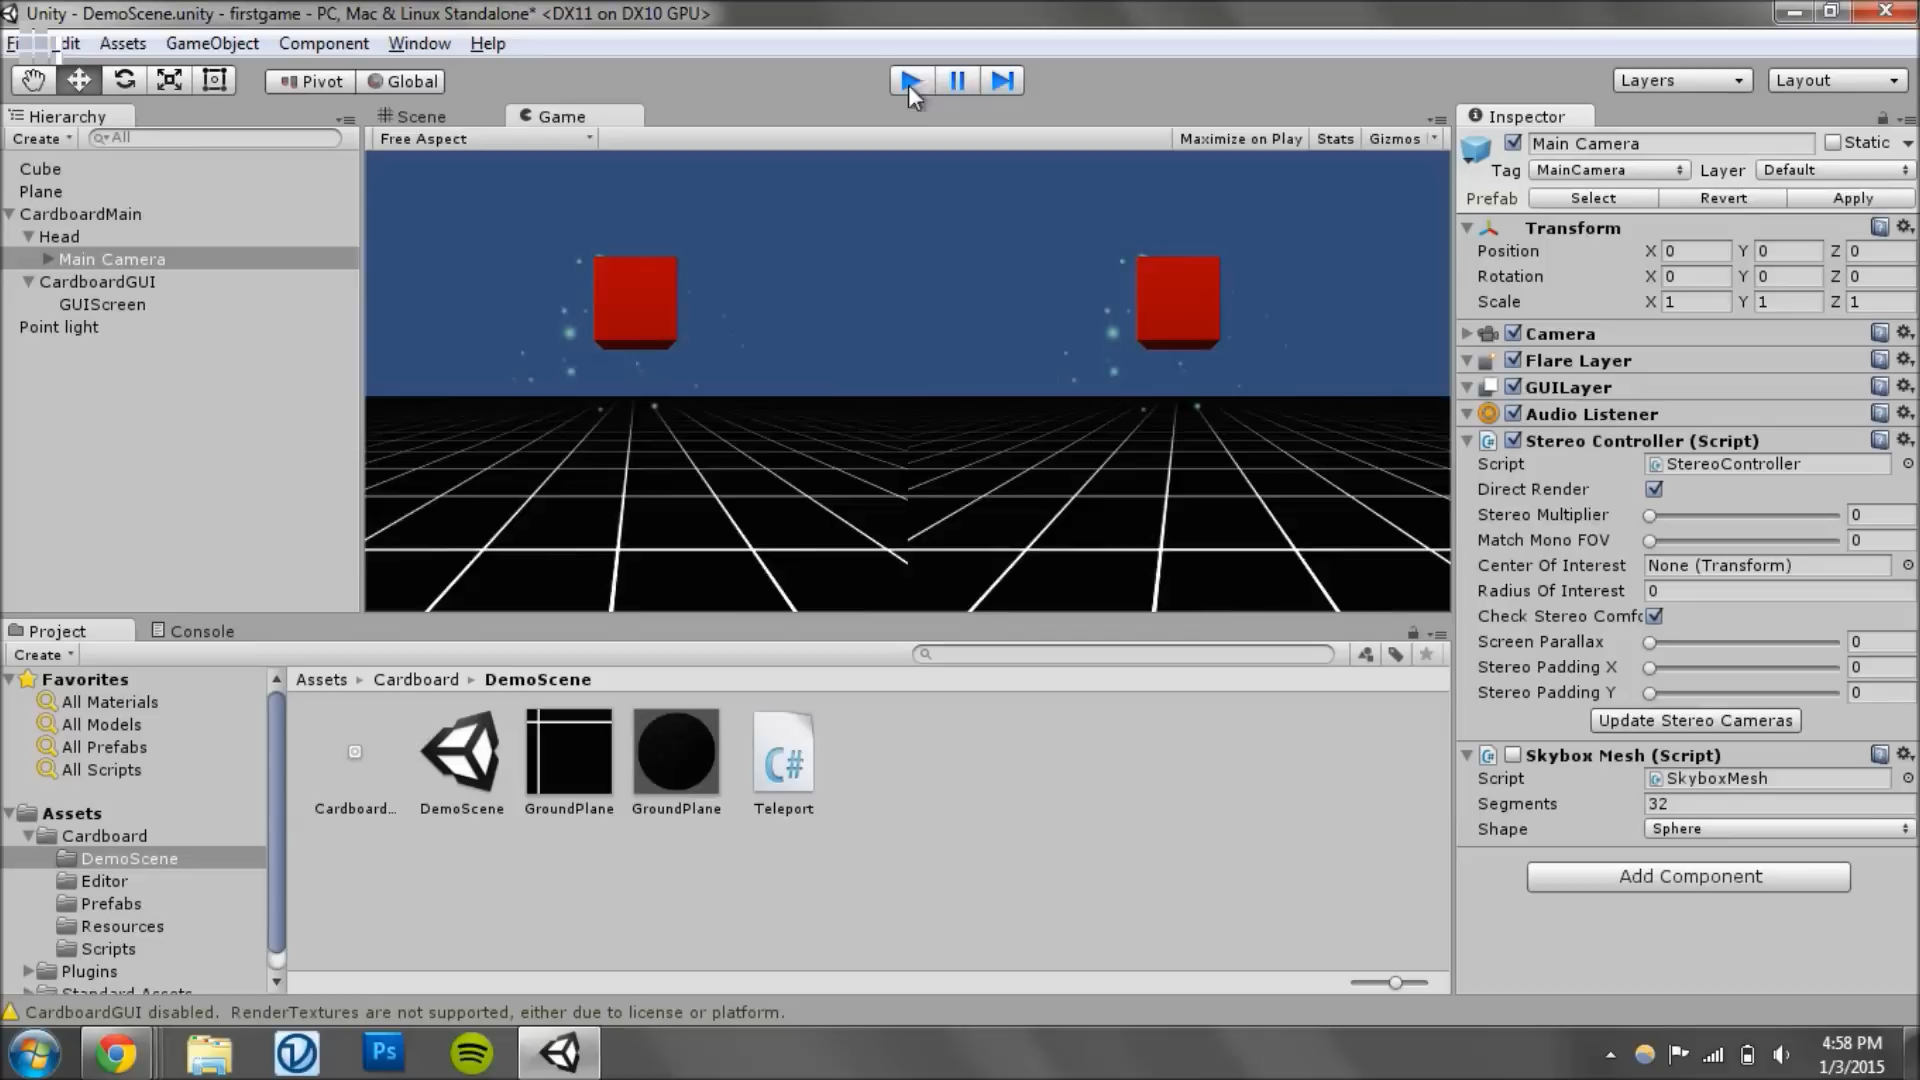 Unity - DemoScene.unity - firstgame - PC, Mac & Linux Standalone* <DX11 on DX10 GPU>
Assets GameObject Component Window Help
Pivot Global Layers Layout
Hierarchy
Create All
Cube
Plane
CardboardMain
Head
Main Camera
CardboardGUI
GUIScreen
Point light
Scene Game
Free Aspect Maximize on Play Stats Gizmos
Inspector
Main Camera Static
Tag MainCamera Layer Default
Prefab Select Revert Apply
Transform
Position X 0 Y 0 Z 0
Rotation X 0 Y 0 Z 0
Scale X 1 Y 1 Z 1
Camera
Flare Layer
GUILayer
Audio Listener
Stereo Controller (Script)
Script StereoController
Direct Render
Stereo Multiplier 0
Match Mono FOV 0
Center Of Interest None (Transform)
Radius Of Interest 0
Check Stereo Comfo
Screen Parallax 0
Stereo Padding X 0
Stereo Padding Y 0
Update Stereo Cameras
Skybox Mesh (Script)
Script SkyboxMesh
Segments 32
Shape Sphere
Add Component
Project Console
Create
Favorites
All Materials
All Models
All Prefabs
All Scripts
Assets
Cardboard
DemoScene
Editor
Prefabs
Resources
Scripts
Plugins
Standard Assets
Assets Cardboard DemoScene
C#
Cardboard... DemoScene GroundPlane GroundPlane Teleport
CardboardGUI disabled. RenderTextures are not supported, either due to license or platform.
Ps
4:58 PM
1/3/2015